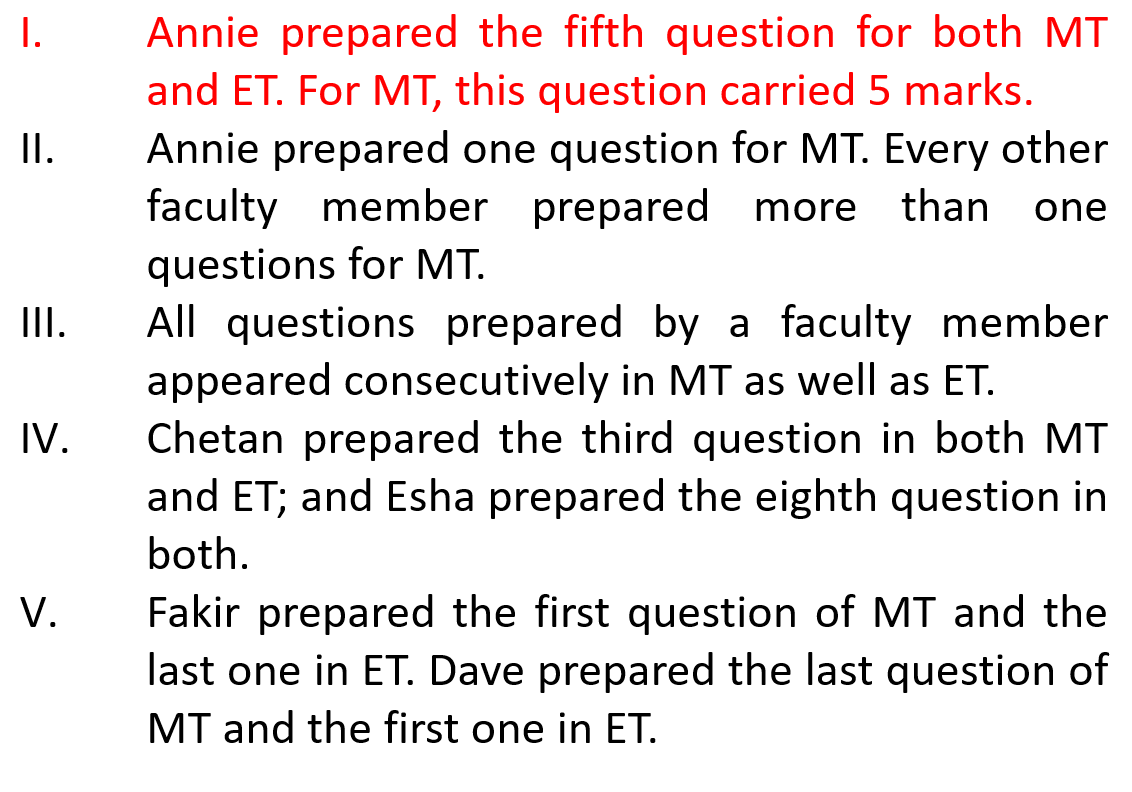 I. Annie prepared the fifth question for both MT
and ET. For MT, this question carried 5 marks.
II. Annie prepared one question for MT. Every other
faculty member prepared more than one
questions for MT.
III. All questions prepared by a faculty member
appeared consecutively in MT as well as ET.
IV. Chetan prepared the third question in both MT
and ET; and Esha prepared the eighth question in
both.
V. Fakir prepared the first question of MT and the
last one in ET. Dave prepared the last question of
MT and the first one in ET.